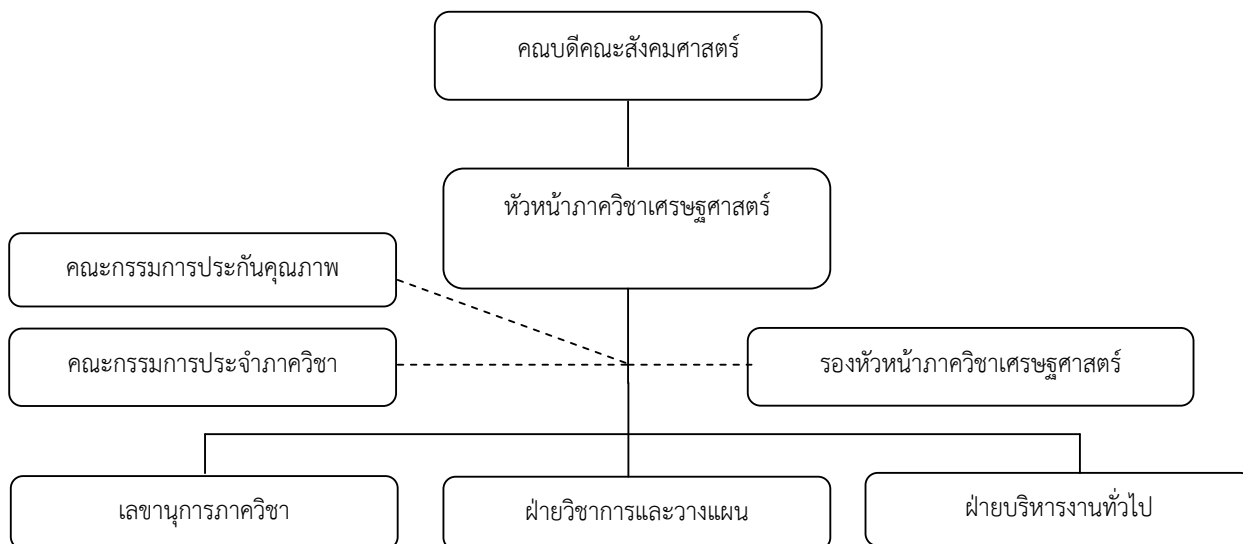 คณบดีคณะสังคมศาสตร์
หัวหน้าภาควิชาเศรษฐศาสตร์
คณะกรรมการประกันคุณภาพ
คณะกรรมการประจำภาควิชา
รองหัวหน้าภาควิชาเศรษฐศาสตร์
เลขานุการภาควิชา
ฝ่ายวิชาการและวางแผน
ฝ่ายบริหารงานทั่วไป